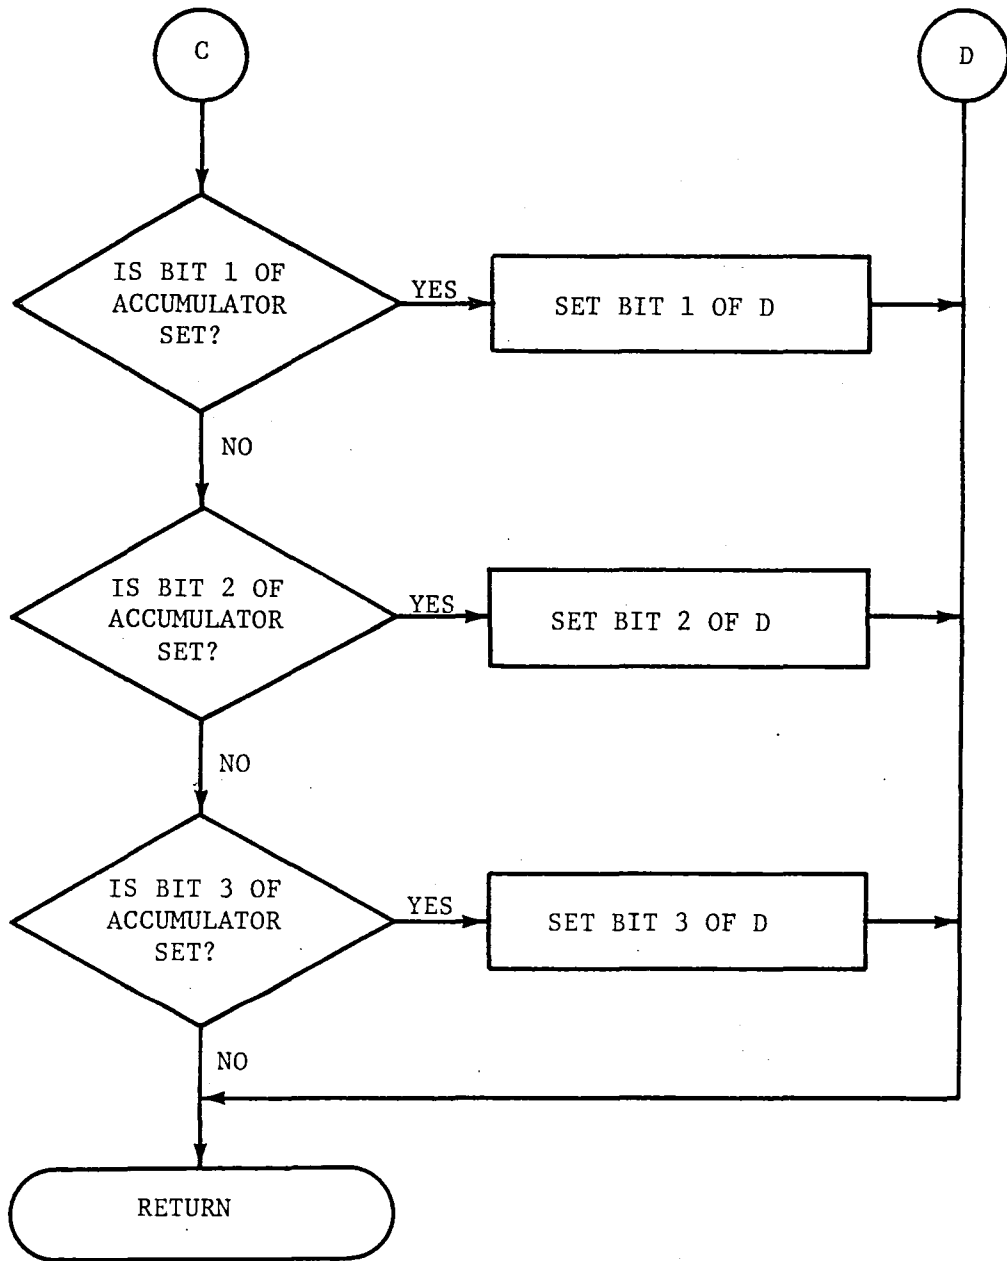 C
D
IS BIT 1 OF
ACCUMULATOR
SET?
YES
SET BIT 1 OF D
NO
IS BIT 2 OF
ACCUMULATOR
SET?
YES
SET BIT 2 OF D
NO
IS BIT 3 OF
ACCUMULATOR
SET?
YES
SET BIT 3 OF D
NO
RETURN